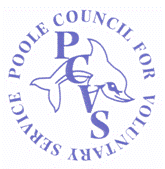 POOLE COUNCIL FOR VOLUNTARY SERVICE
PCVS